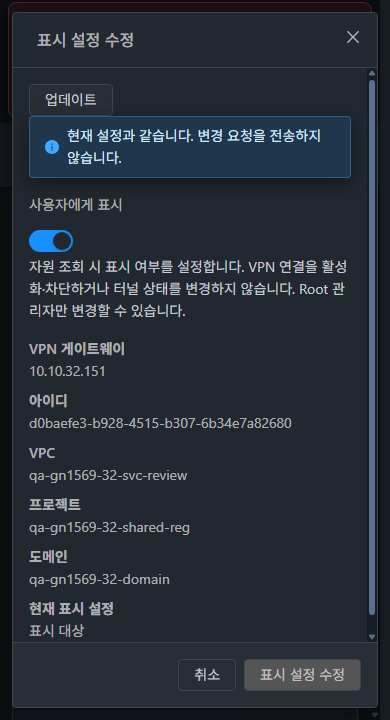 표시 설정 수정
업데이트
현재 설정과 같습니다. 변경 요청을 전송하지
않습니다.
사용자에게 표시
자원 조회 시 표시 여부를 설정합니다. VPN 연결을 활성
화·차단하거나 터널 상태를 변경하지 않습니다. Root 관
리자만 변경할 수 있습니다.
VPN 게이트웨이
10.10.32.151
아이디
d0baefe3-b928-4515-b307-6b34e7a82680
VPC
qa-gn1569-32-svc-review
프로젝트
qa-gn1569-32-shared-reg
도메인
qa-gn1569-32-domain
현재 표시 설정
표시 대상
취소
표시 설정 수정